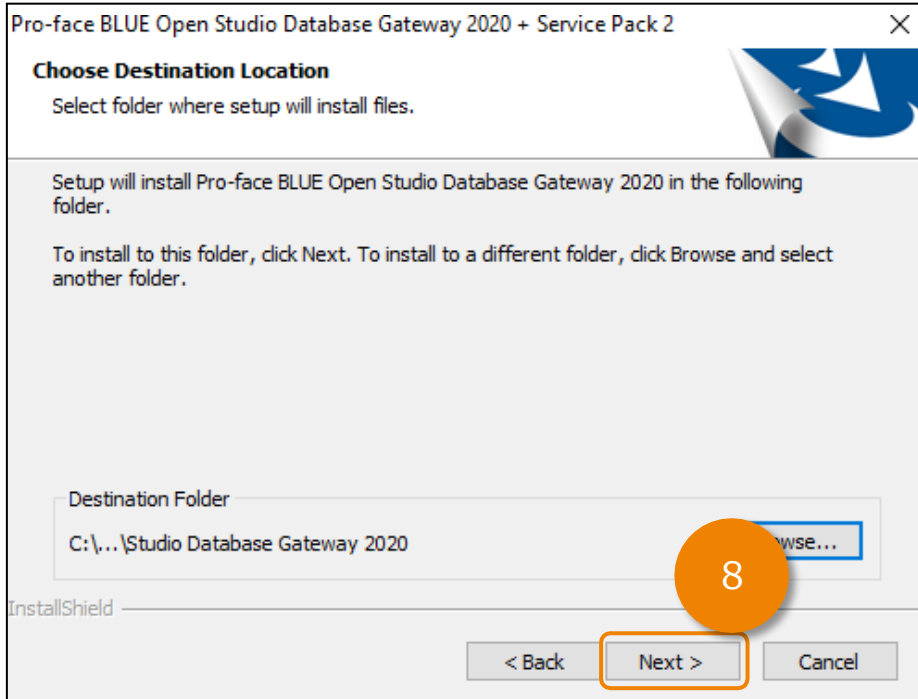 Pro-face BLUE Open Studio Database Gateway 2020 + Service Pack 2
Choose Destination Location
Select folder where setup will install files.
Setup will install Pro-face BLUE Open Studio Database Gateway 2020 in the following
folder.
To install to this folder, click Next. To install to a different folder, click Browse and select
another folder.
Destination Folder
C:\...\Studio Database Gateway 2020
wse...
8
InstallShield
< Back
Next >
Cancel